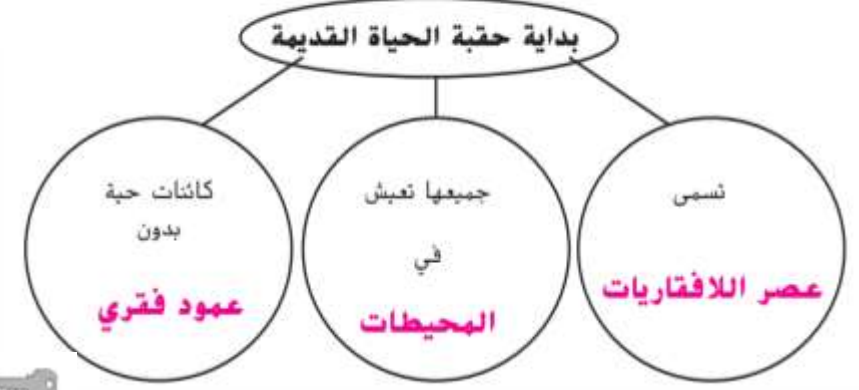 بداية حقبة الحياة القديمة
تسمى
عصر اللافقاريات
جميعها تعيش
في
المحيطات
كائنات حية
بدون
عمود فقري